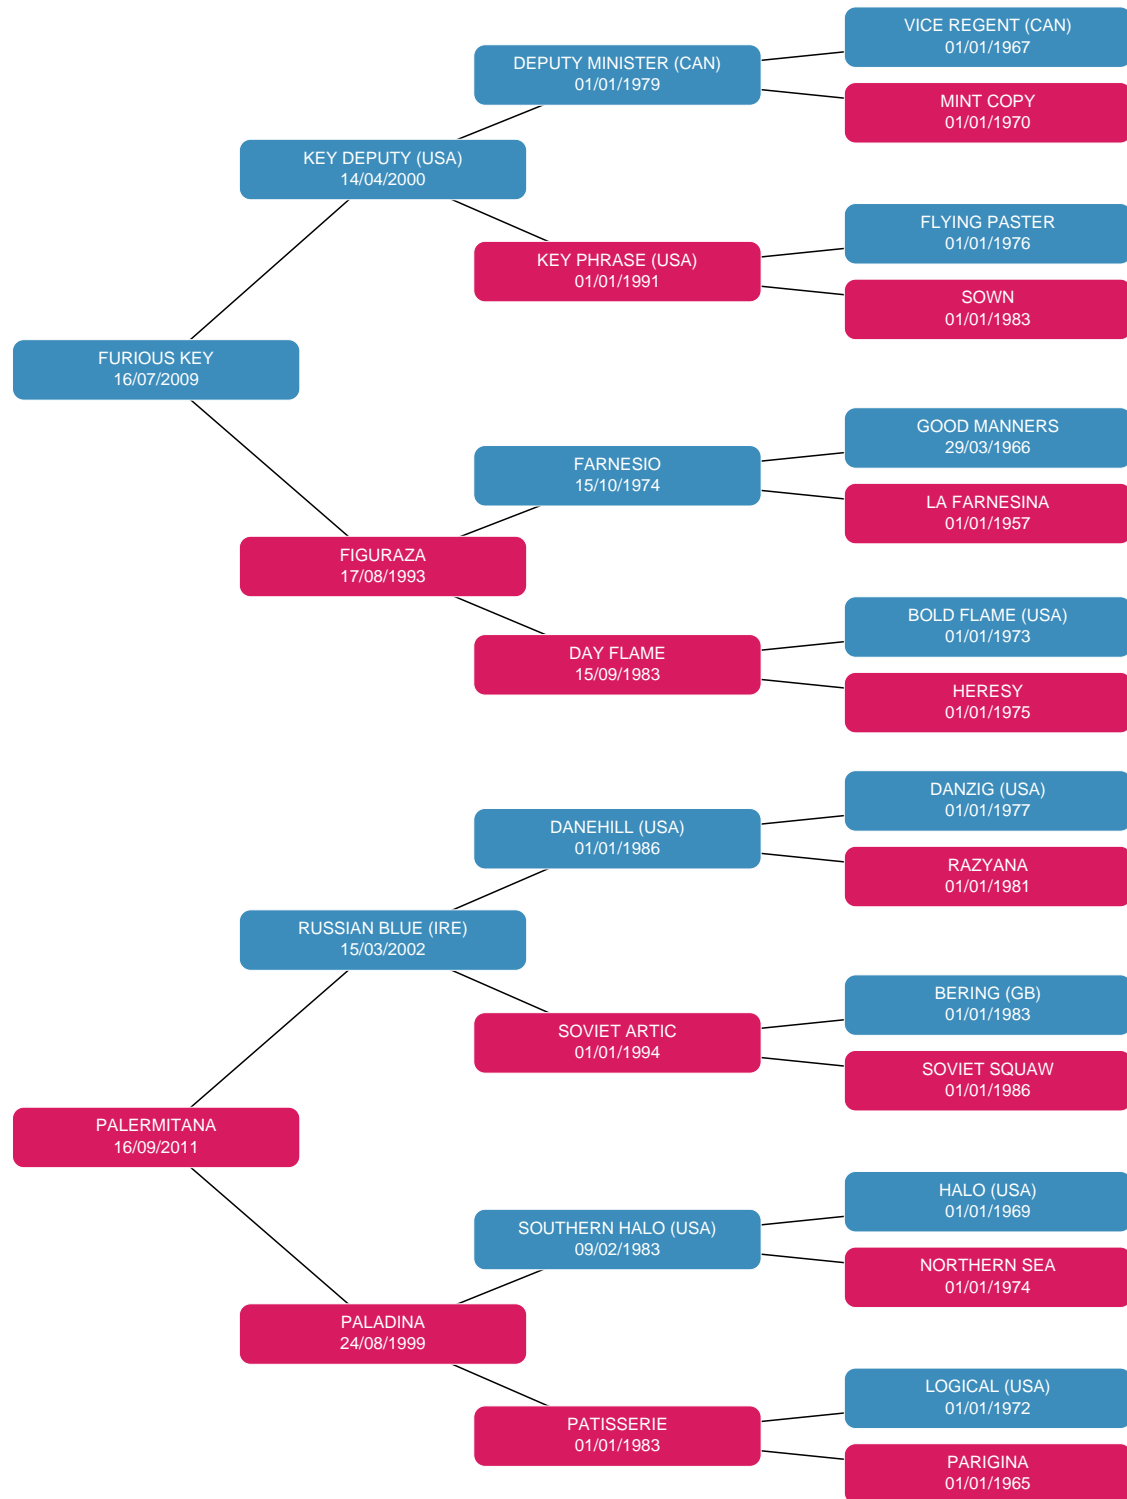 VICE REGENT (CAN)
01/01/1967
DEPUTY MINISTER (CAN)
01/01/1979
MINT COPY
01/01/1970
KEY DEPUTY (USA)
14/04/2000
FLYING PASTER
01/01/1976
KEY PHRASE (USA)
01/01/1991
SOWN
01/01/1983
FURIOUS KEY
16/07/2009
GOOD MANNERS
29/03/1966
FARNESIO
15/10/1974
LA FARNESINA
01/01/1957
FIGURAZA
17/08/1993
BOLD FLAME (USA)
01/01/1973
DAY FLAME
15/09/1983
HERESY
01/01/1975
DANZIG (USA)
01/01/1977
DANEHILL (USA)
01/01/1986
RAZYANA
01/01/1981
RUSSIAN BLUE (IRE)
15/03/2002
BERING (GB)
01/01/1983
SOVIET ARTIC
01/01/1994
SOVIET SQUAW
01/01/1986
PALERMITANA
16/09/2011
HALO (USA)
01/01/1969
SOUTHERN HALO (USA)
09/02/1983
NORTHERN SEA
01/01/1974
PALADINA
24/08/1999
LOGICAL (USA)
01/01/1972
PATISSERIE
01/01/1983
PARIGINA
01/01/1965